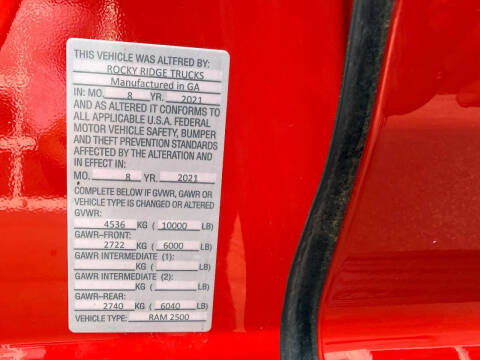 THIS VEHICLE WAS ALTERED BY:
ROCKY RIDGE TRUCKS
Manufactured in GA
IN: MO. 8 YR. 2021
AND AS ALTERED IT CONFORMS TO
ALL APPLICABLE U.S.A. FEDERAL
MOTOR VEHICLE SAFETY, BUMPER
AND THEFT PREVENTION STANDARDS
AFFECTED BY THE ALTERATION AND
IN EFFECT IN:
MO. 8 YR. 2021
COMPLETE BELOW IF GVWR, GAWR OR
VEHICLE TYPE IS CHANGED OR ALTERED
GVWR:
4536 KG ( 10000 LB)
GAWR–FRONT:
2722 KG ( 6000 LB)
GAWR INTERMEDIATE (1):
KG ( LB)
GAWR INTERMEDIATE (2):
KG ( LB)
GAWR–REAR:
2740 KG ( 6040 LB)
VEHICLE TYPE: RAM 2500